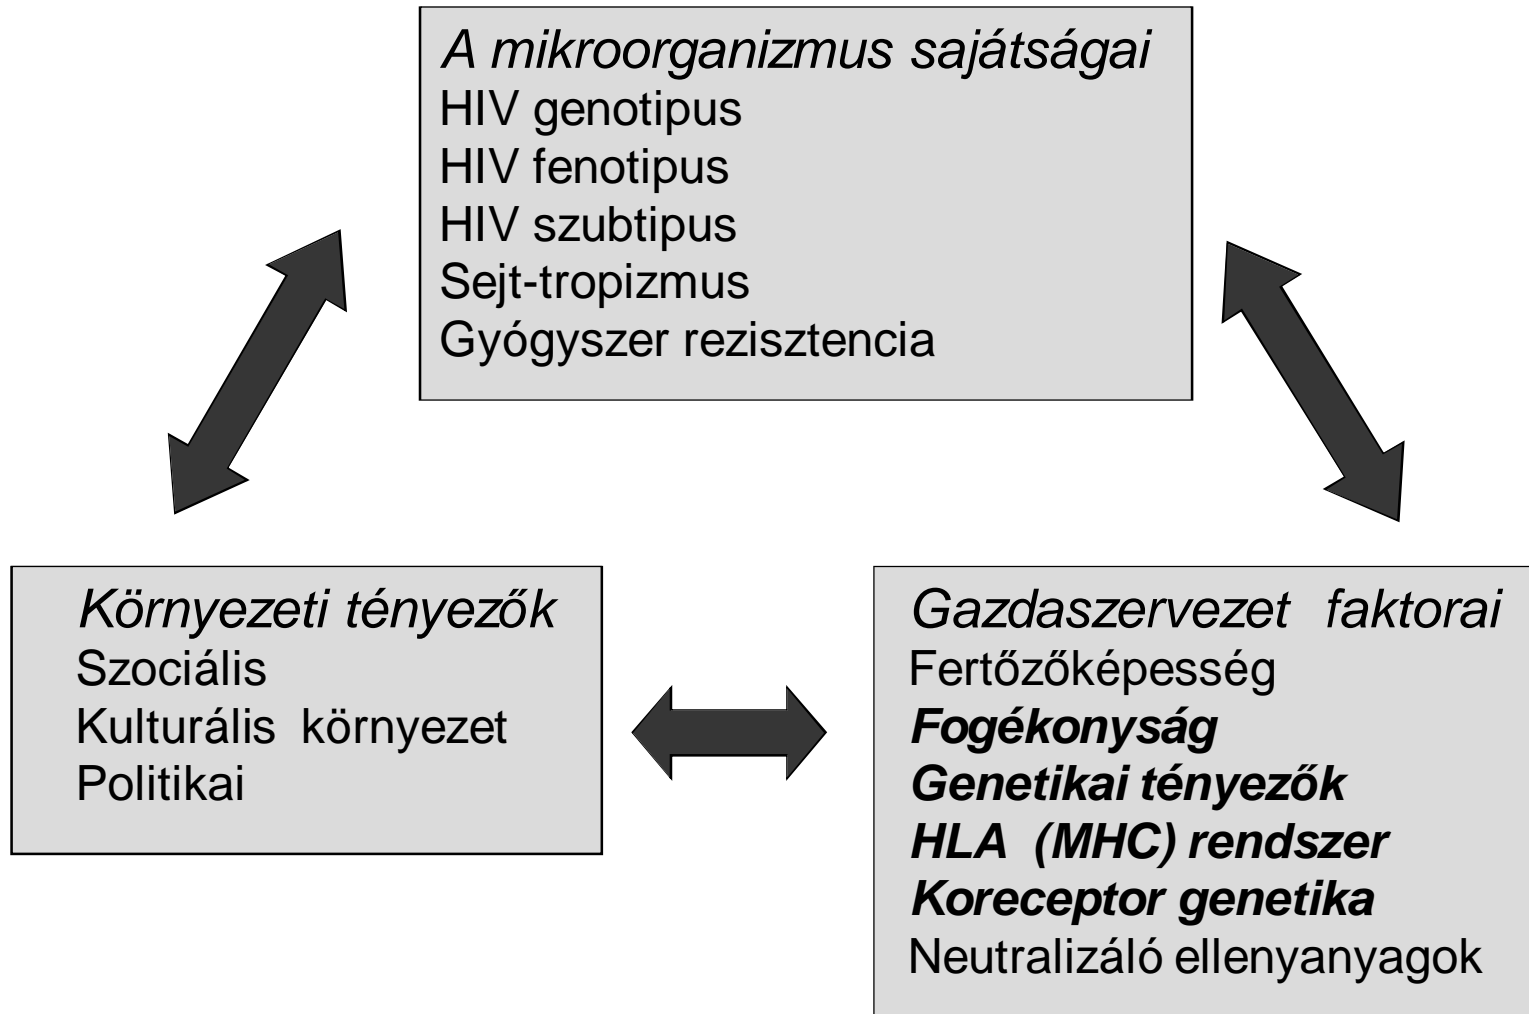 A mikroorganizmus sajátságai
HIV genotipus
HIV fenotipus
HIV szubtipus
Sejt-tropizmus
Gyógyszer rezisztencia
Környezeti tényezők
Szociális
Kulturális környezet
Politikai
Gazdaszervezet faktorai
Fertőzőképesség
Fogékonyság
Genetikai tényezők
HLA (MHC) rendszer
Koreceptor genetika
Neutralizáló ellenyanyagok